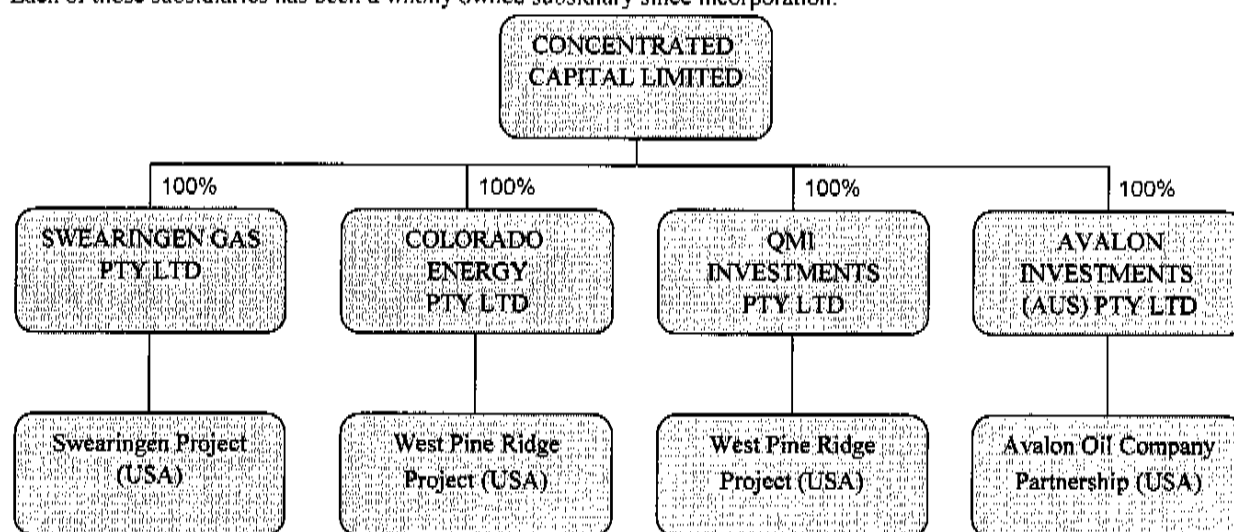 Each of those subsidiaries has been a wholly owned subsidiary since incorporation.
CONCENTRATED
CAPITAL LIMITED
100%
100%
100%
100%
SWEARINGEN GAS
PTY LTD
COLORADO
ENERGY
PTY LTD
QMI
INVESTMENTS
PTY LTD
AVALON
INVESTMENTS
(AUS) PTY LTD
Swearingen Project
(USA)
West Pine Ridge
Project (USA)
West Pine Ridge
Project (USA)
Avalon Oil Company
Partnership (USA)